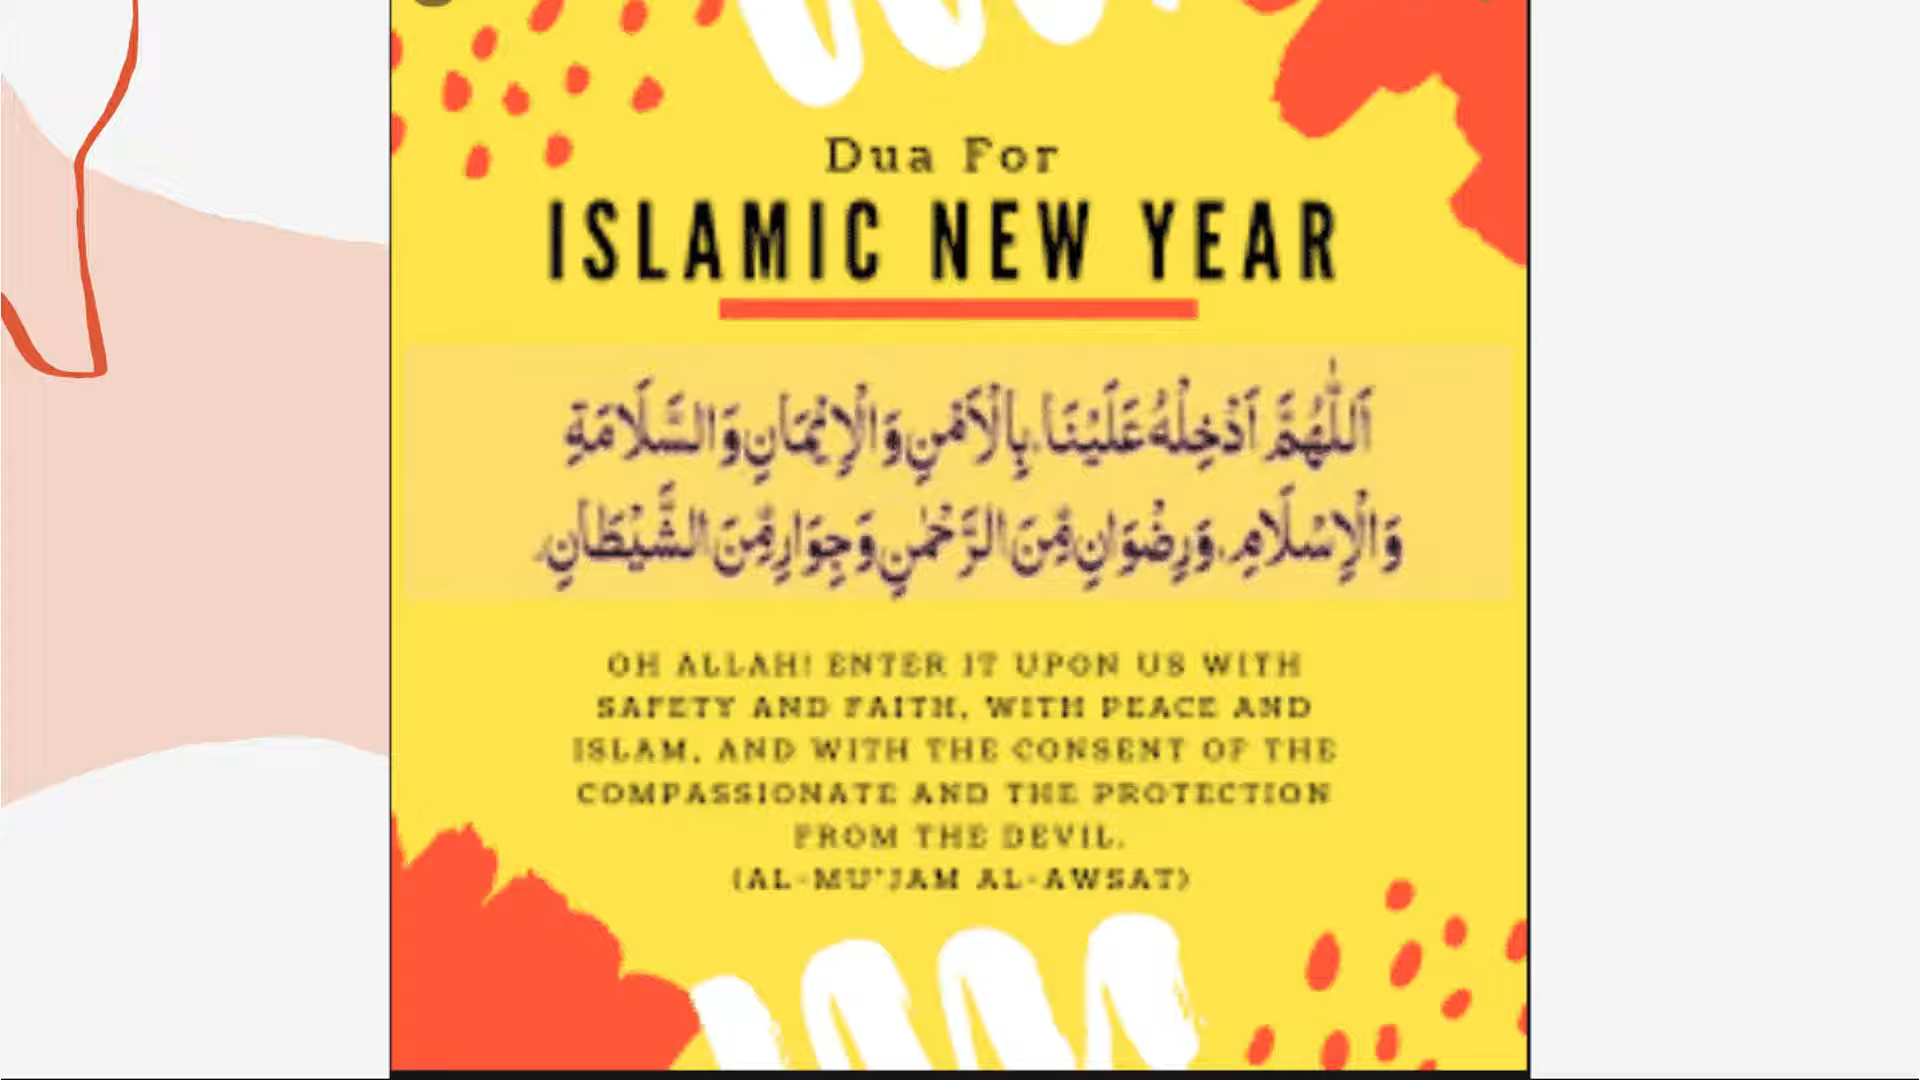 Dua For
ISLAMIC NEW YEAR
اَللّٰهُمَّ اَدْخِلْهُ عَلَيْنَا بِالْاَمْنِ وَالْاِيْمَانِ وَالسَّلَامَةِ
وَالْاِسْلَامِ وَرِضْوَانٍ مِّنَ الرَّحْمٰنِ وَجِوَارٍ مِّنَ الشَّيْطَانِ
OH ALLAH! ENTER IT UPON US WITH
SAFETY AND FAITH, WITH PEACE AND
ISLAM, AND WITH THE CONSENT OF THE
COMPASSIONATE AND THE PROTECTION
FROM THE DEVIL.
(AL-MU'JAM AL-AWSAT)